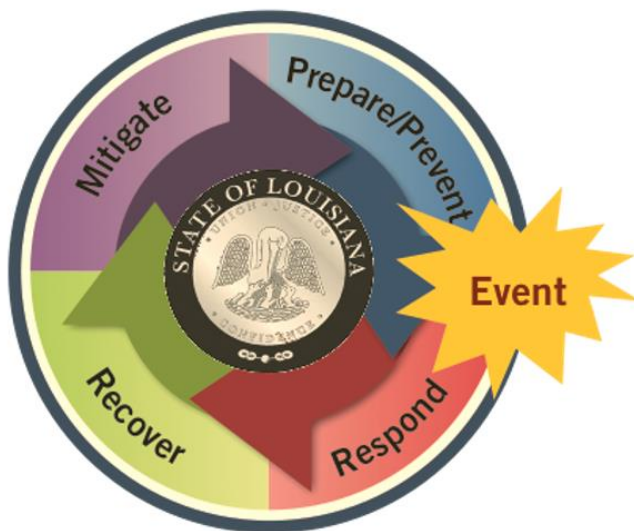 Mitigate
Prepare/Prevent
Event
Respond
Recover
STATE OF LOUISIANA
UNION • JUSTICE
CONFIDENCE